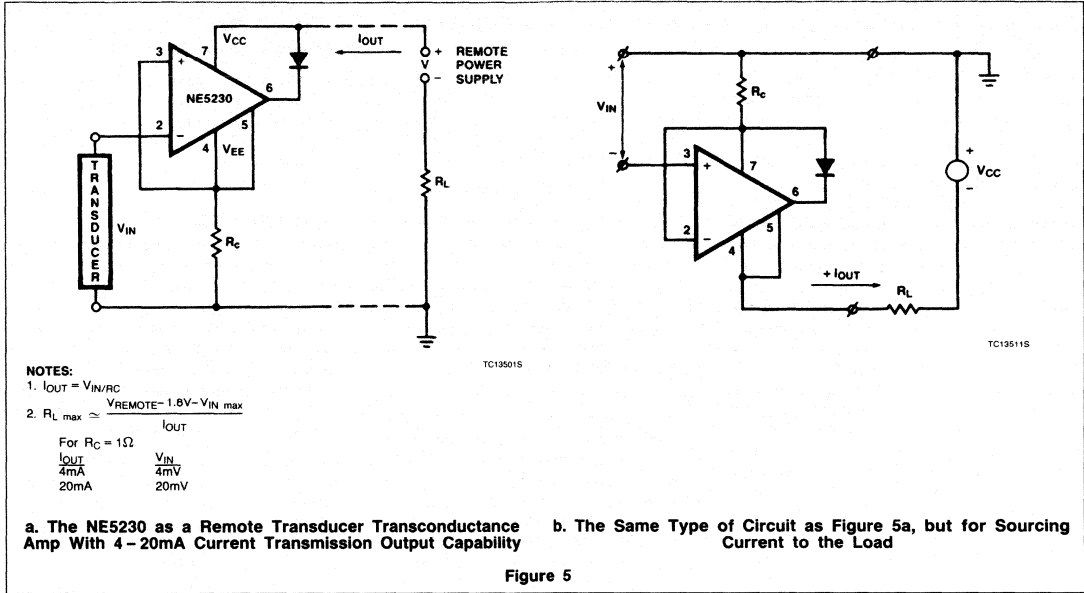 3
+
7
VCC
NE5230
6
2
−
5
4
VEE
IOUT
+
V
−
REMOTE
POWER
SUPPLY
RL
TRANSDUCER
VIN
RC
TC13501S
+
VIN
−
RC
3
+
7
6
2
−
5
4
+ IOUT
RL
+
VCC
−
TC13511S
NOTES:
1. IOUT = VIN/RC
2. RL max ≃ VREMOTE− 1.8V− VIN max
IOUT
For RC = 1Ω
IOUT VIN
4mA 4mV
20mA 20mV
a. The NE5230 as a Remote Transducer Transconductance
Amp With 4 – 20mA Current Transmission Output Capability
b. The Same Type of Circuit as Figure 5a, but for Sourcing
Current to the Load
Figure 5